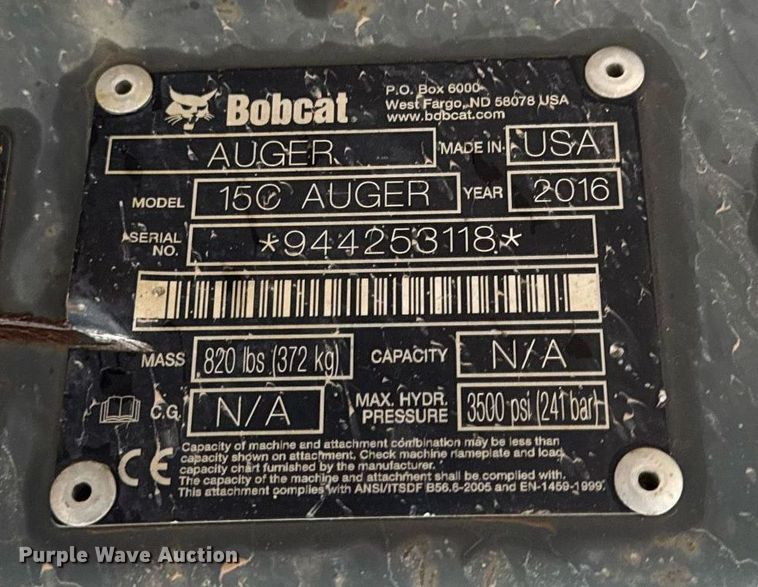 Bobcat
P.O. Box 6000
West Fargo, ND 58078 USA
www.bobcat.com
AUGER MADE IN USA
MODEL 15C AUGER YEAR 2016
SERIAL NO. *944253118*
MASS 820 lbs (372 kg) CAPACITY N/A
C.G. N/A MAX. HYDR. PRESSURE 3500 psi (241 bar)
CE
Capacity of machine and attachment combination may be less than
capacity shown on attachment. Check machine nameplate and load
capacity chart furnished by the manufacturer.
The capacity of the machine and attachment shall be complied with.
This attachment complies with ANSI/ITSDF B56.6-2005 and EN-1459-1999.
Purple Wave Auction